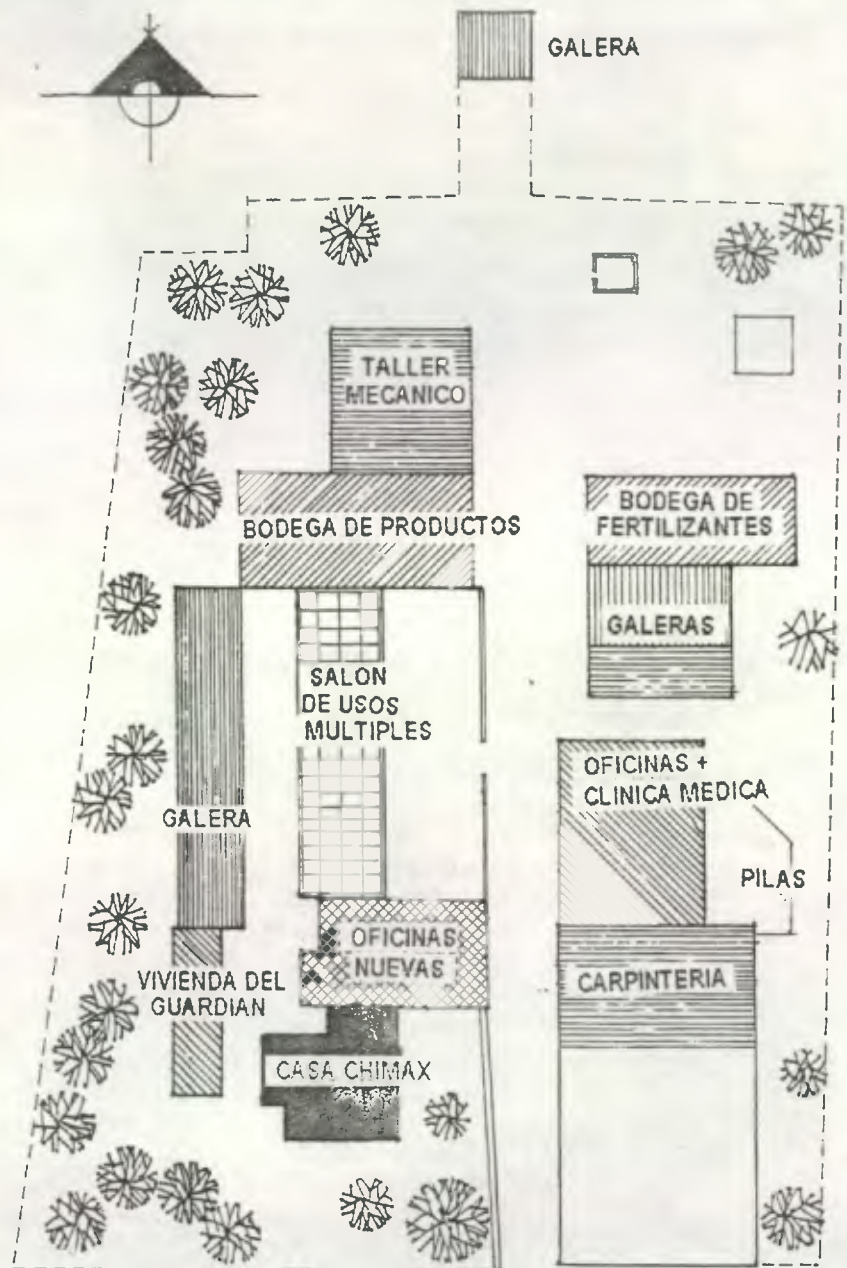 GALERA
TALLER
MECANICO
BODEGA DE PRODUCTOS
BODEGA DE
FERTILIZANTES
GALERAS
SALON
DE USOS
MULTIPLES
OFICINAS +
CLINICA MEDICA
GALERA
PILAS
OFICINAS
NUEVAS
VIVIENDA DEL
GUARDIAN
CARPINTERIA
CASA CHIMAX